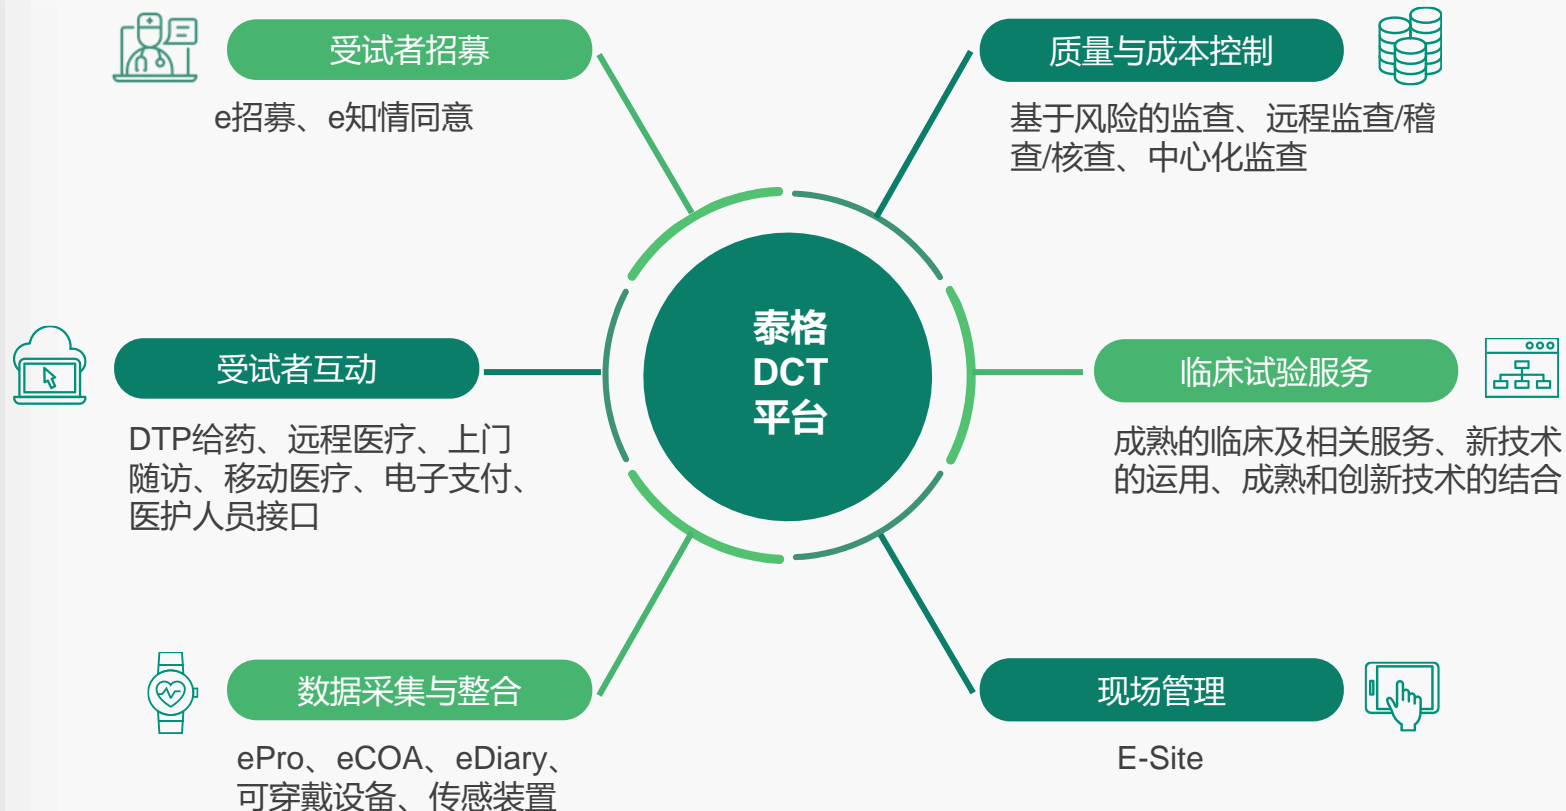 受试者招募
e招募、e知情同意
质量与成本控制
基于风险的监查、远程监查/稽
查/核查、中心化监查
泰格
DCT
平台
受试者互动
DTP给药、远程医疗、上门
随访、移动医疗、电子支付、
医护人员接口
临床试验服务
成熟的临床及相关服务、新技术
的运用、成熟和创新技术的结合
数据采集与整合
ePro、eCOA、eDiary、
可穿戴设备、传感装置
现场管理
E-Site